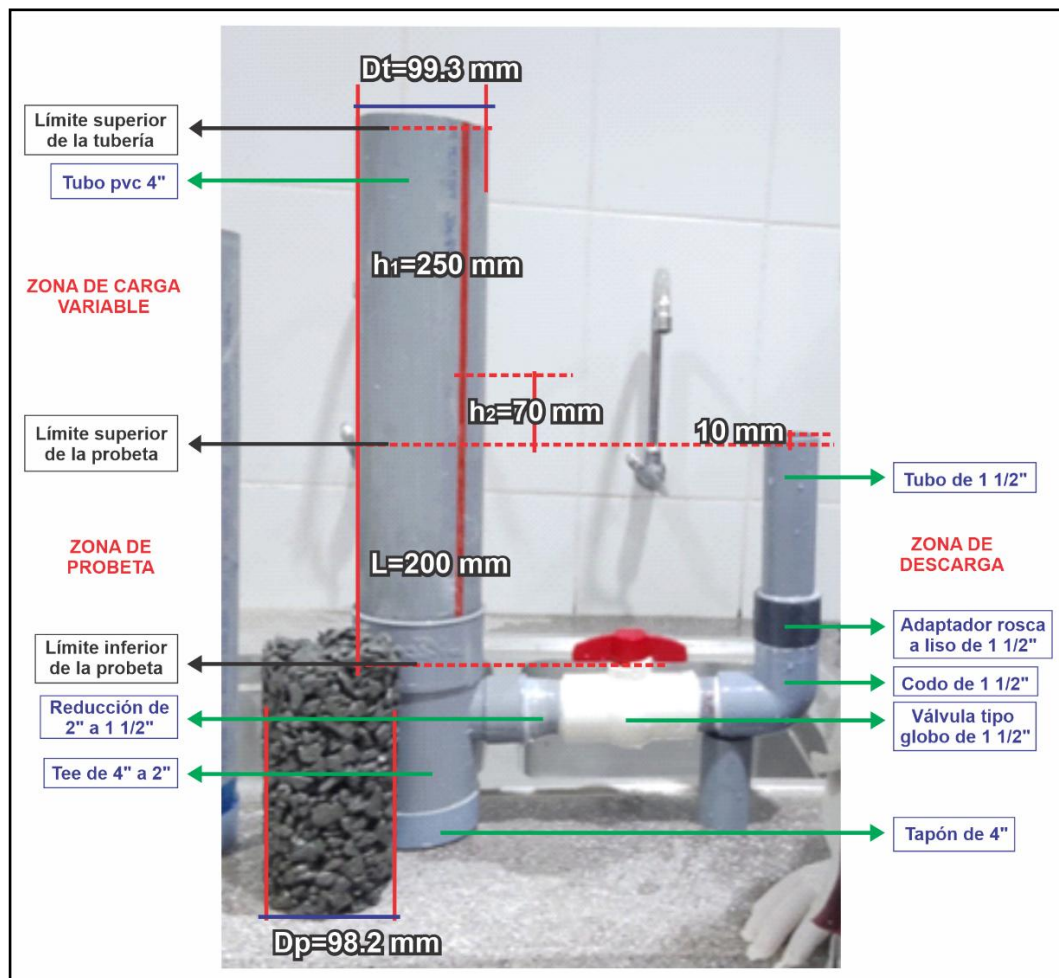 Dt=99.3 mm
Límite superior
de la tubería
Tubo pvc 4"
h1=250 mm
ZONA DE CARGA
VARIABLE
h2=70 mm
10 mm
Límite superior
de la probeta
Tubo de 1 1/2"
ZONA DE
PROBETA
L=200 mm
ZONA DE
DESCARGA
Adaptador rosca
a liso de 1 1/2"
Límite inferior
de la probeta
Codo de 1 1/2"
Reducción de
2" a 1 1/2"
Válvula tipo
globo de 1 1/2"
Tee de 4" a 2"
Tapón de 4"
Dp=98.2 mm